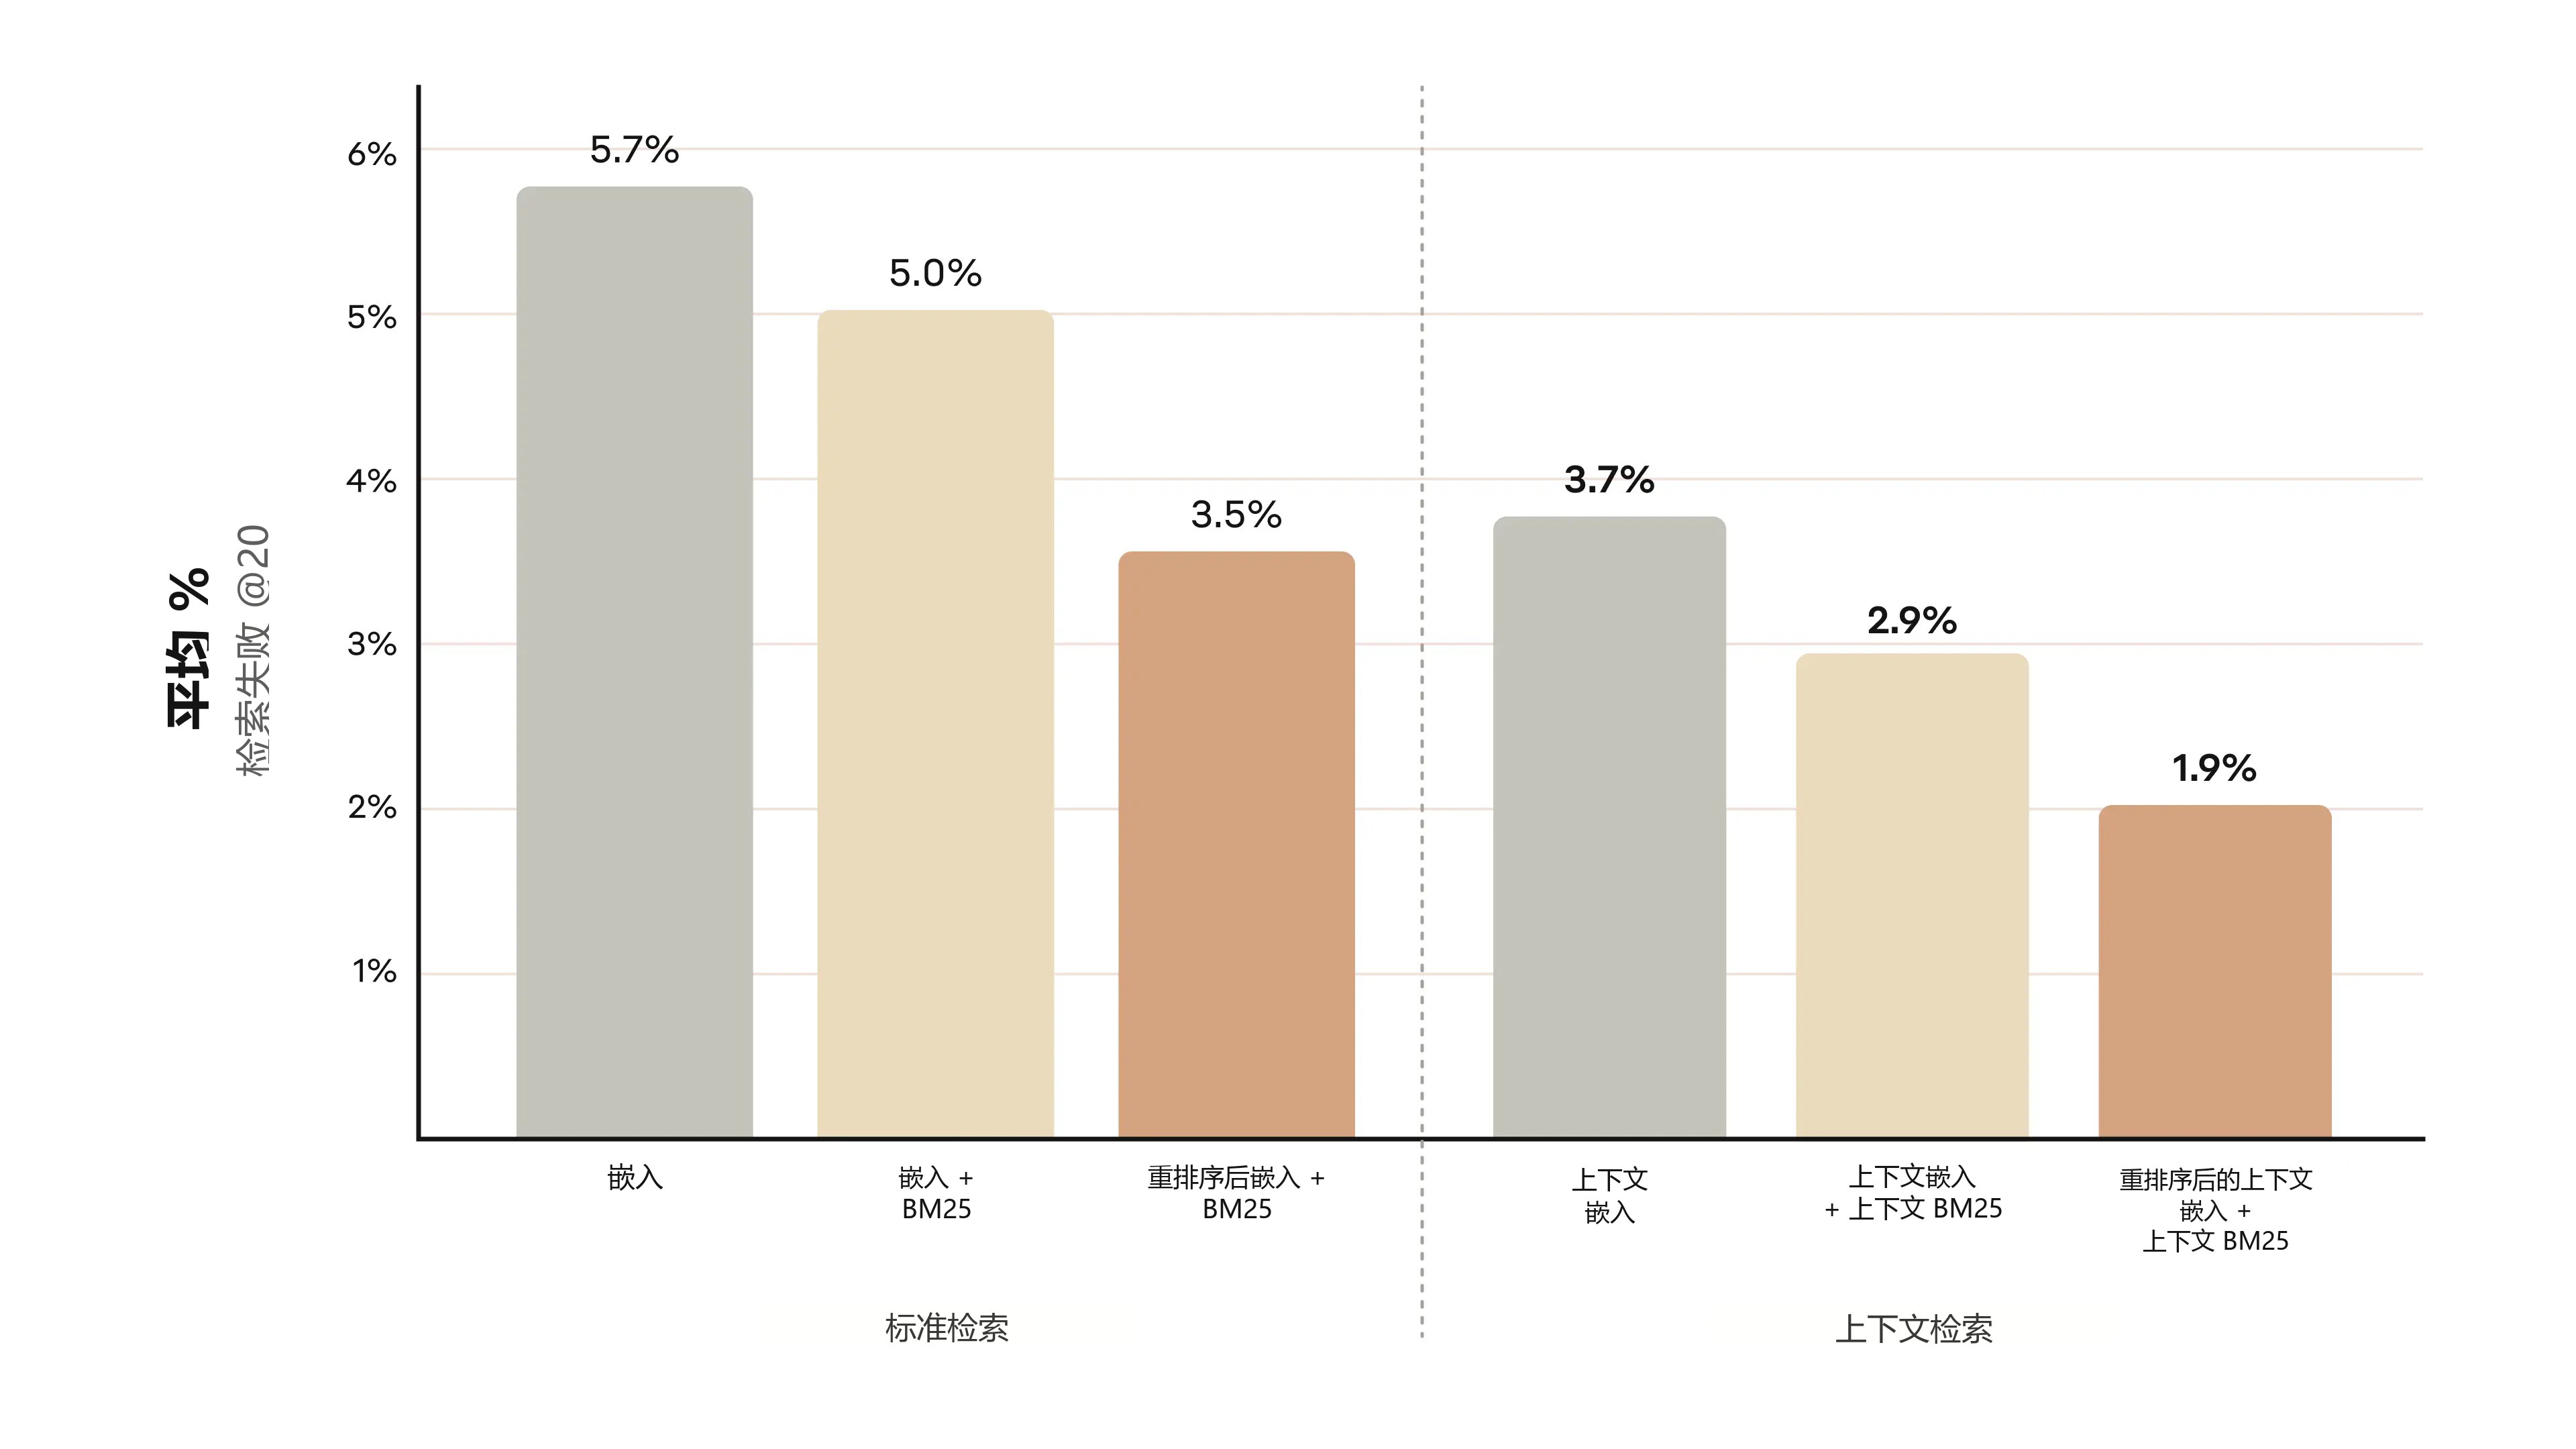 平均 %
检索失败 @20
6%
5%
4%
3%
2%
1%
5.7%
5.0%
3.5%
3.7%
2.9%
1.9%
嵌入
嵌入 +
BM25
重排序后嵌入 +
BM25
上下文
嵌入
上下文嵌入
+ 上下文 BM25
重排序后的上下文
嵌入 +
上下文 BM25
标准检索
上下文检索